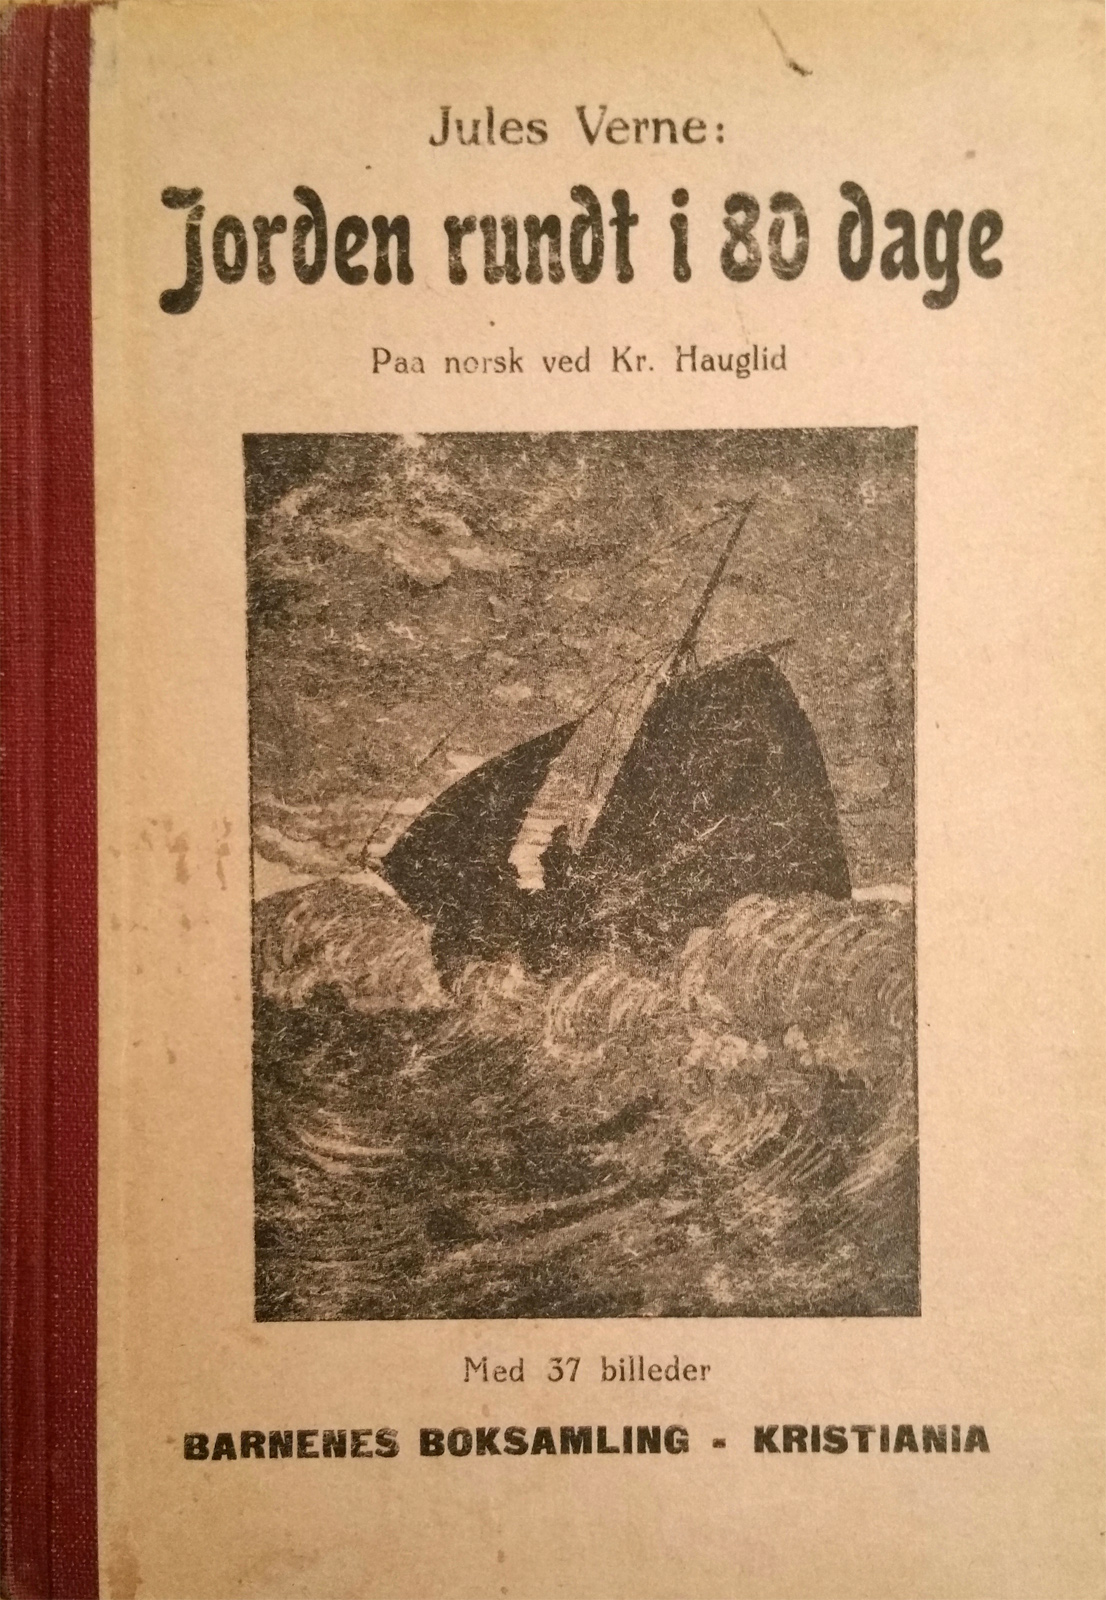 Jules Verne:
Jorden rundt i 80 dage
Paa norsk ved Kr. Hauglid
Med 37 billeder
BARNENES BOKSAMLING - KRISTIANIA